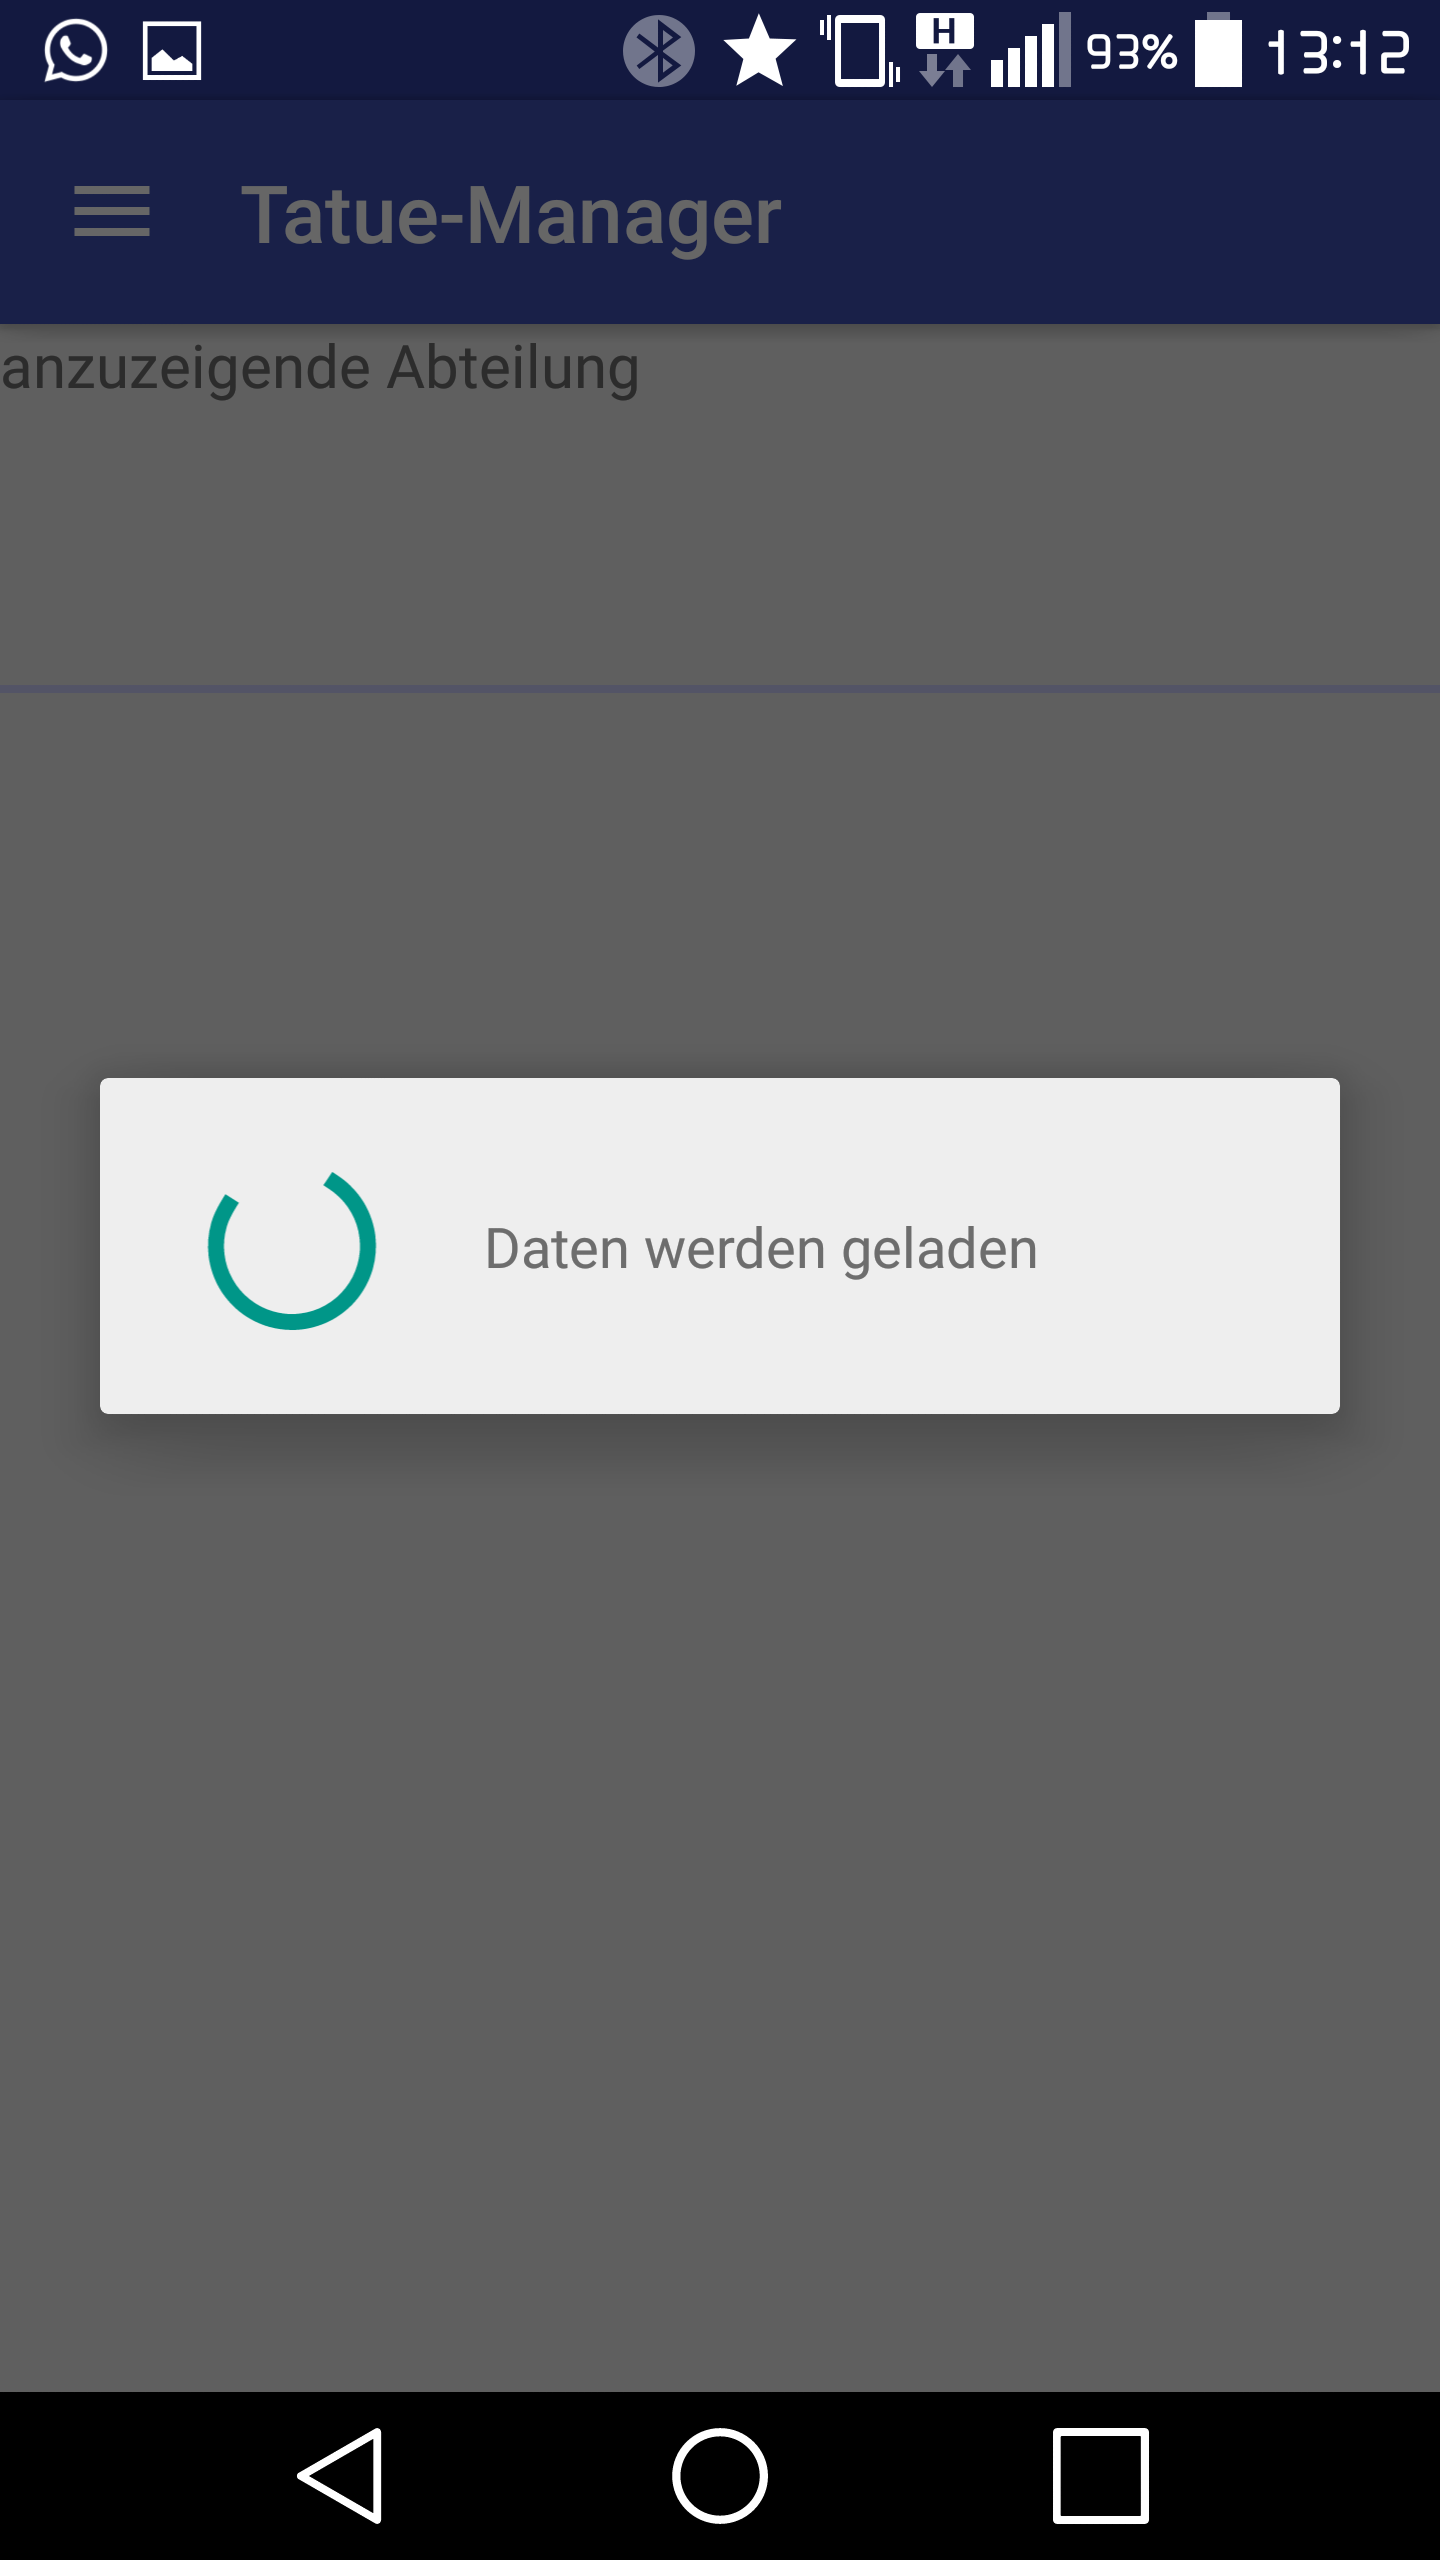 H
93%
13:12
Tatue-Manager
anzuzeigende Abteilung
Daten werden geladen